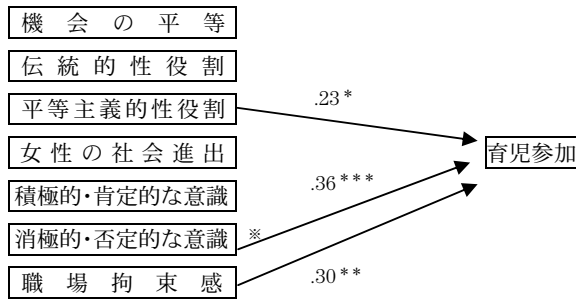 機会の平等
伝統的性役割
平等主義的性役割
.23*
女性の社会進出
育児参加
積極的・肯定的な意識
.36***
消極的・否定的な意識
※
職場拘束感
.30**